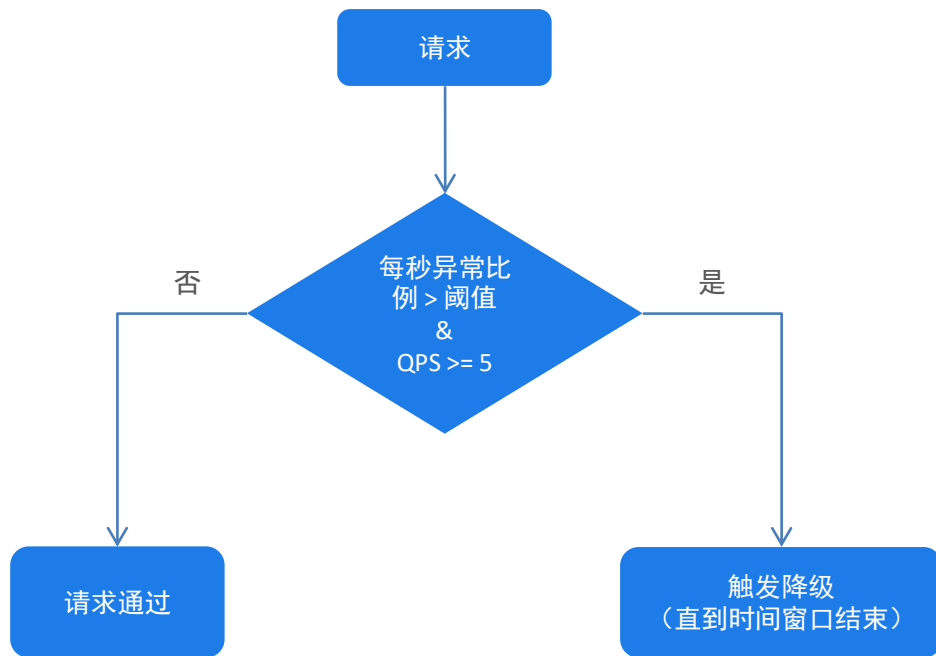 请求
每秒异常比
例 > 阈值
&
QPS >= 5
否
是
请求通过
触发降级
（直到时间窗口结束）